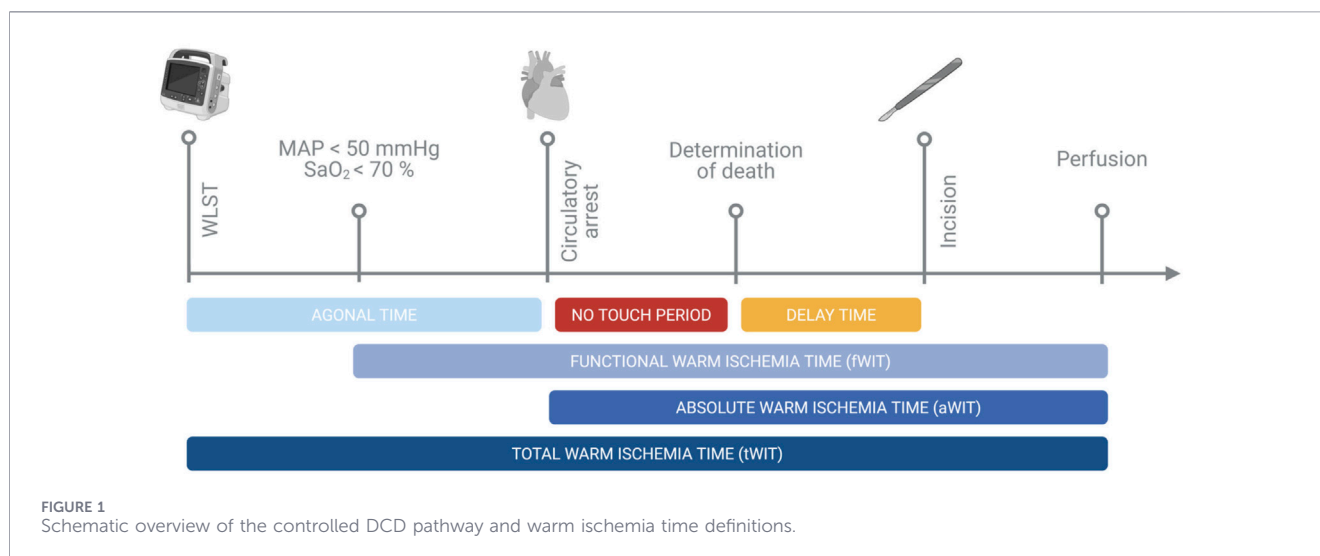 MAP < 50 mmHg
SaO₂ < 70 %
Determination
of death
Perfusion
WLST
Circulatory
arrest
Incision
AGONAL TIME
NO TOUCH PERIOD
DELAY TIME
FUNCTIONAL WARM ISCHEMIA TIME (fWIT)
ABSOLUTE WARM ISCHEMIA TIME (aWIT)
TOTAL WARM ISCHEMIA TIME (tWIT)
FIGURE 1
Schematic overview of the controlled DCD pathway and warm ischemia time definitions.